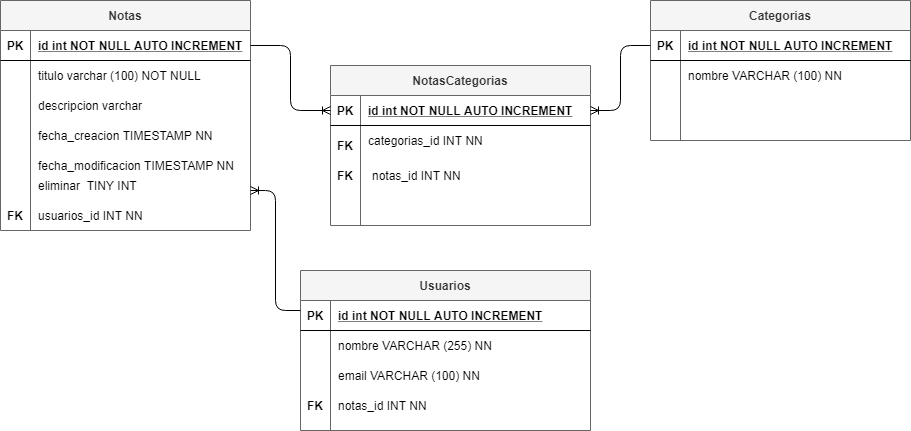 Notas
PK id int NOT NULL AUTO INCREMENT
titulo varchar (100) NOT NULL
descripcion varchar
fecha_creacion TIMESTAMP NN
fecha_modificacion TIMESTAMP NN
eliminar  TINY INT
FK usuarios_id INT NN
NotasCategorias
PK id int NOT NULL AUTO INCREMENT
FK categorias_id INT NN
FK notas_id INT NN
Categorias
PK id int NOT NULL AUTO INCREMENT
nombre VARCHAR (100) NN
Usuarios
PK id int NOT NULL AUTO INCREMENT
nombre VARCHAR (255) NN
email VARCHAR (100) NN
FK notas_id INT NN